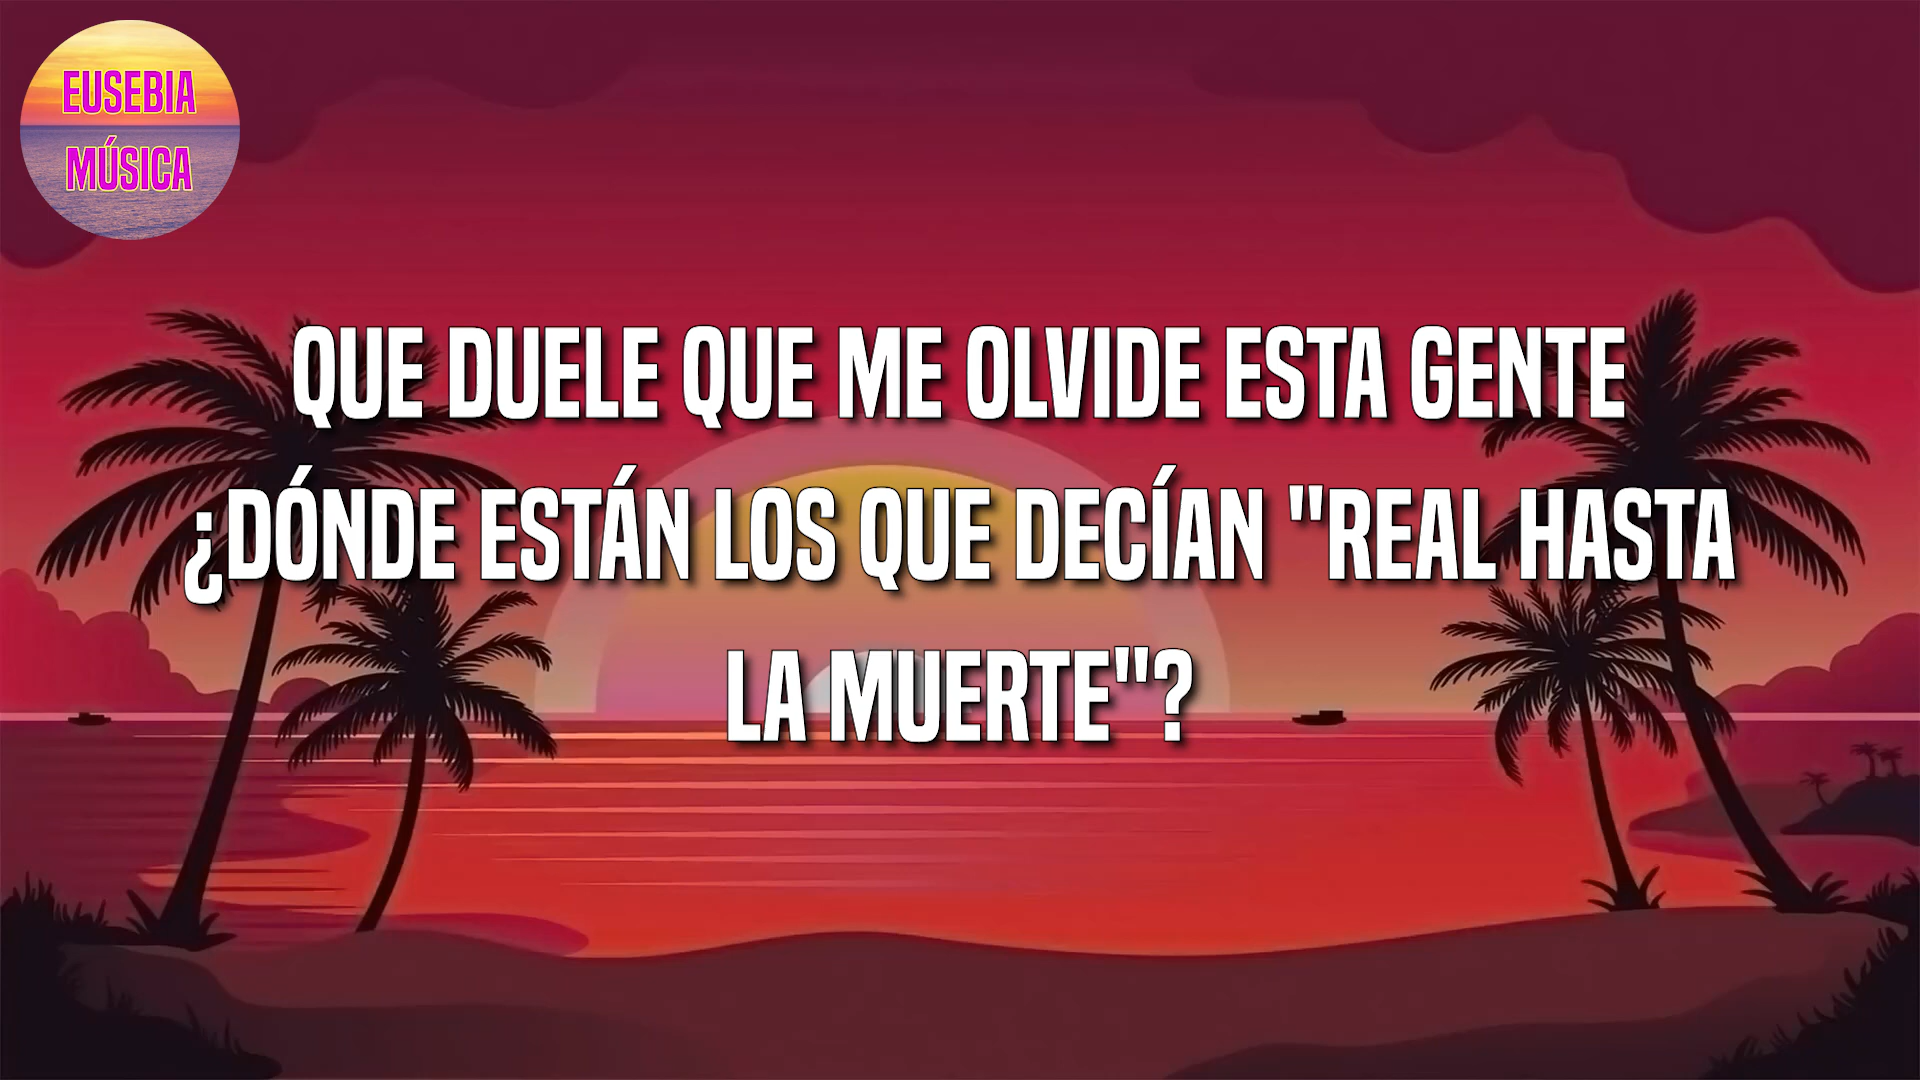 EUSEBIA
MÚSICA
QUE DUELE QUE ME OLVIDE ESTA GENTE
¿DÓNDE ESTÁN LOS QUE DECÍAN "REAL HASTA
LA MUERTE"?